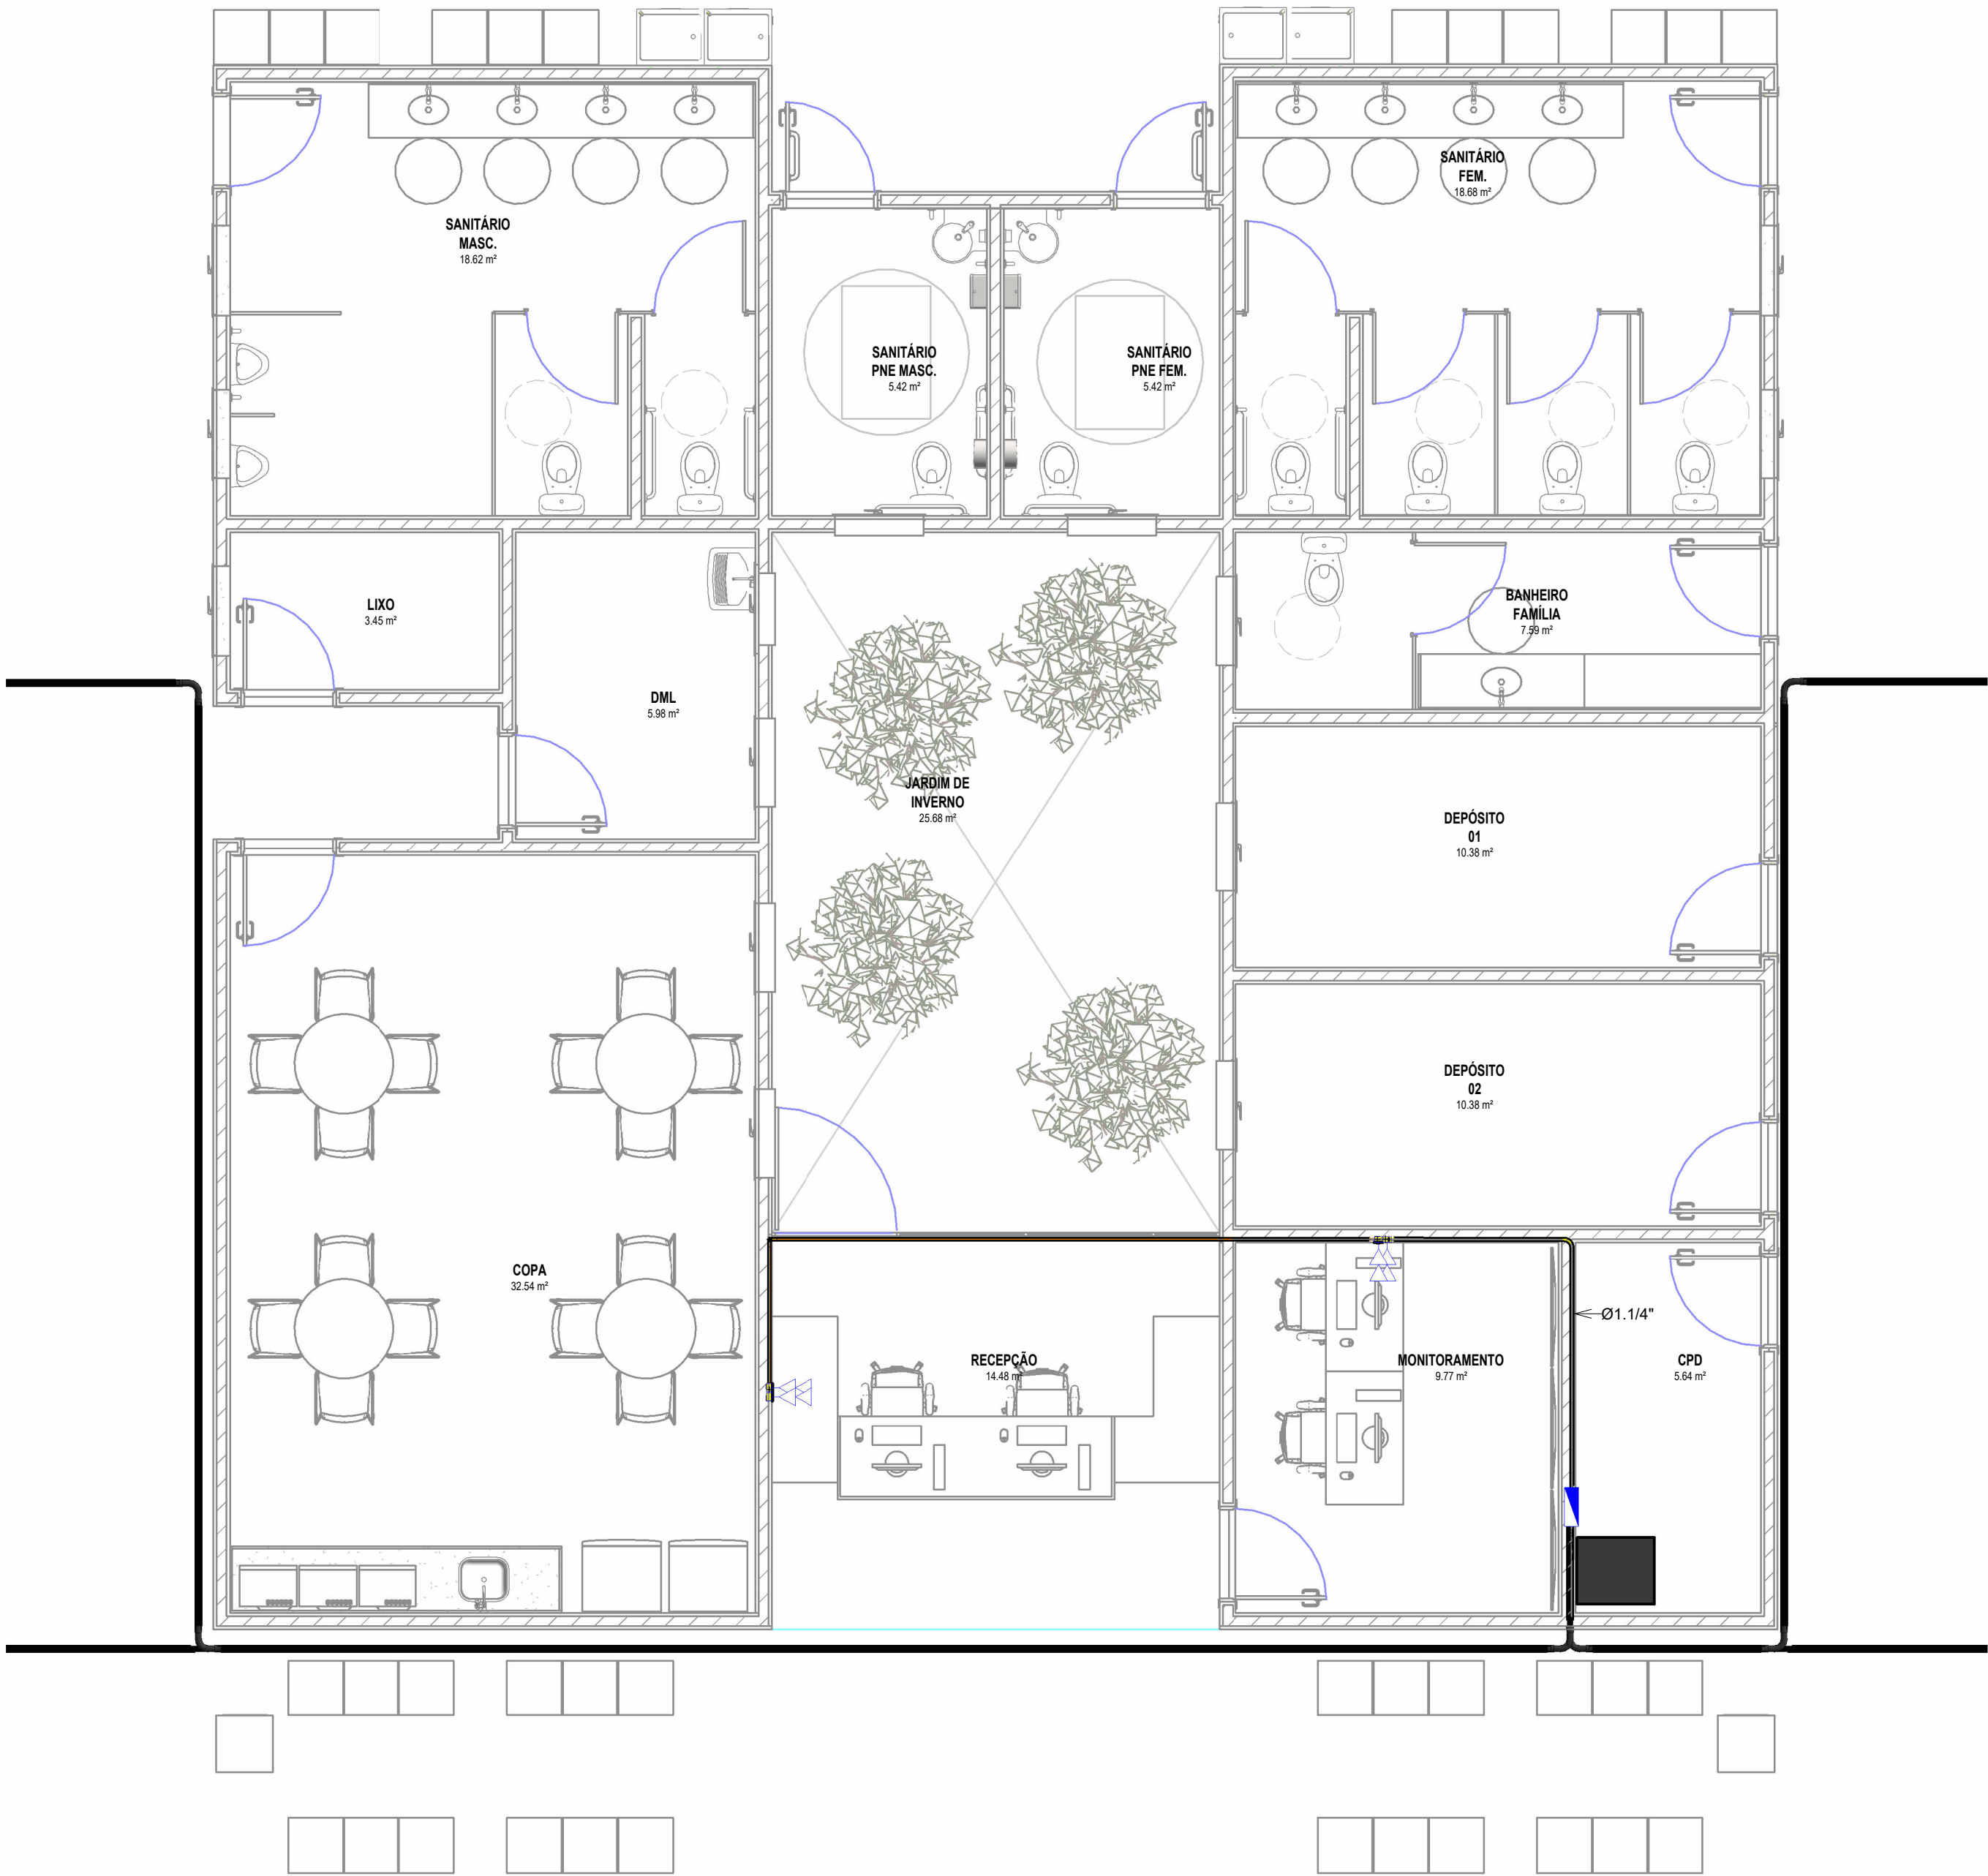 SANITÁRIO
FEM.
18.68 m²
SANITÁRIO
MASC.
18.62 m²
SANITÁRIO
PNE MASC.
5.42 m²
SANITÁRIO
PNE FEM.
5.42 m²
LIXO
3.45 m²
BANHEIRO
FAMÍLIA
7.59 m²
DML
5.98 m²
JARDIM DE
INVERNO
25.68 m²
DEPÓSITO
01
10.38 m²
DEPÓSITO
02
10.38 m²
COPA
32.54 m²
Ø1.1/4"
RECEPÇÃO
14.48 m²
MONITORAMENTO
9.77 m²
CPD
5.64 m²